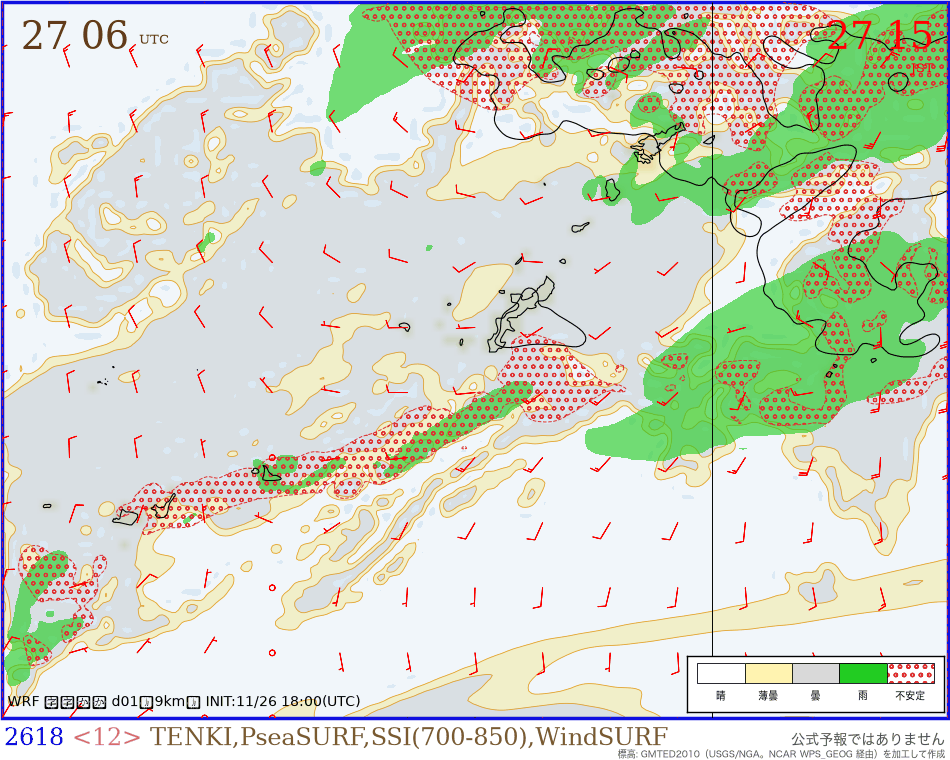 27 06 UTC
27 15
晴 薄曇 曇 雨 不安定
WRF d01 9km INIT:11/26 18:00(UTC)
2618 <12> TENKI,PseaSURF,SSI(700-850),WindSURF
公式予報ではありません
標高: GMTED2010（USGS/NGA。NCAR WPS_GEOG 経由）を加工して作成